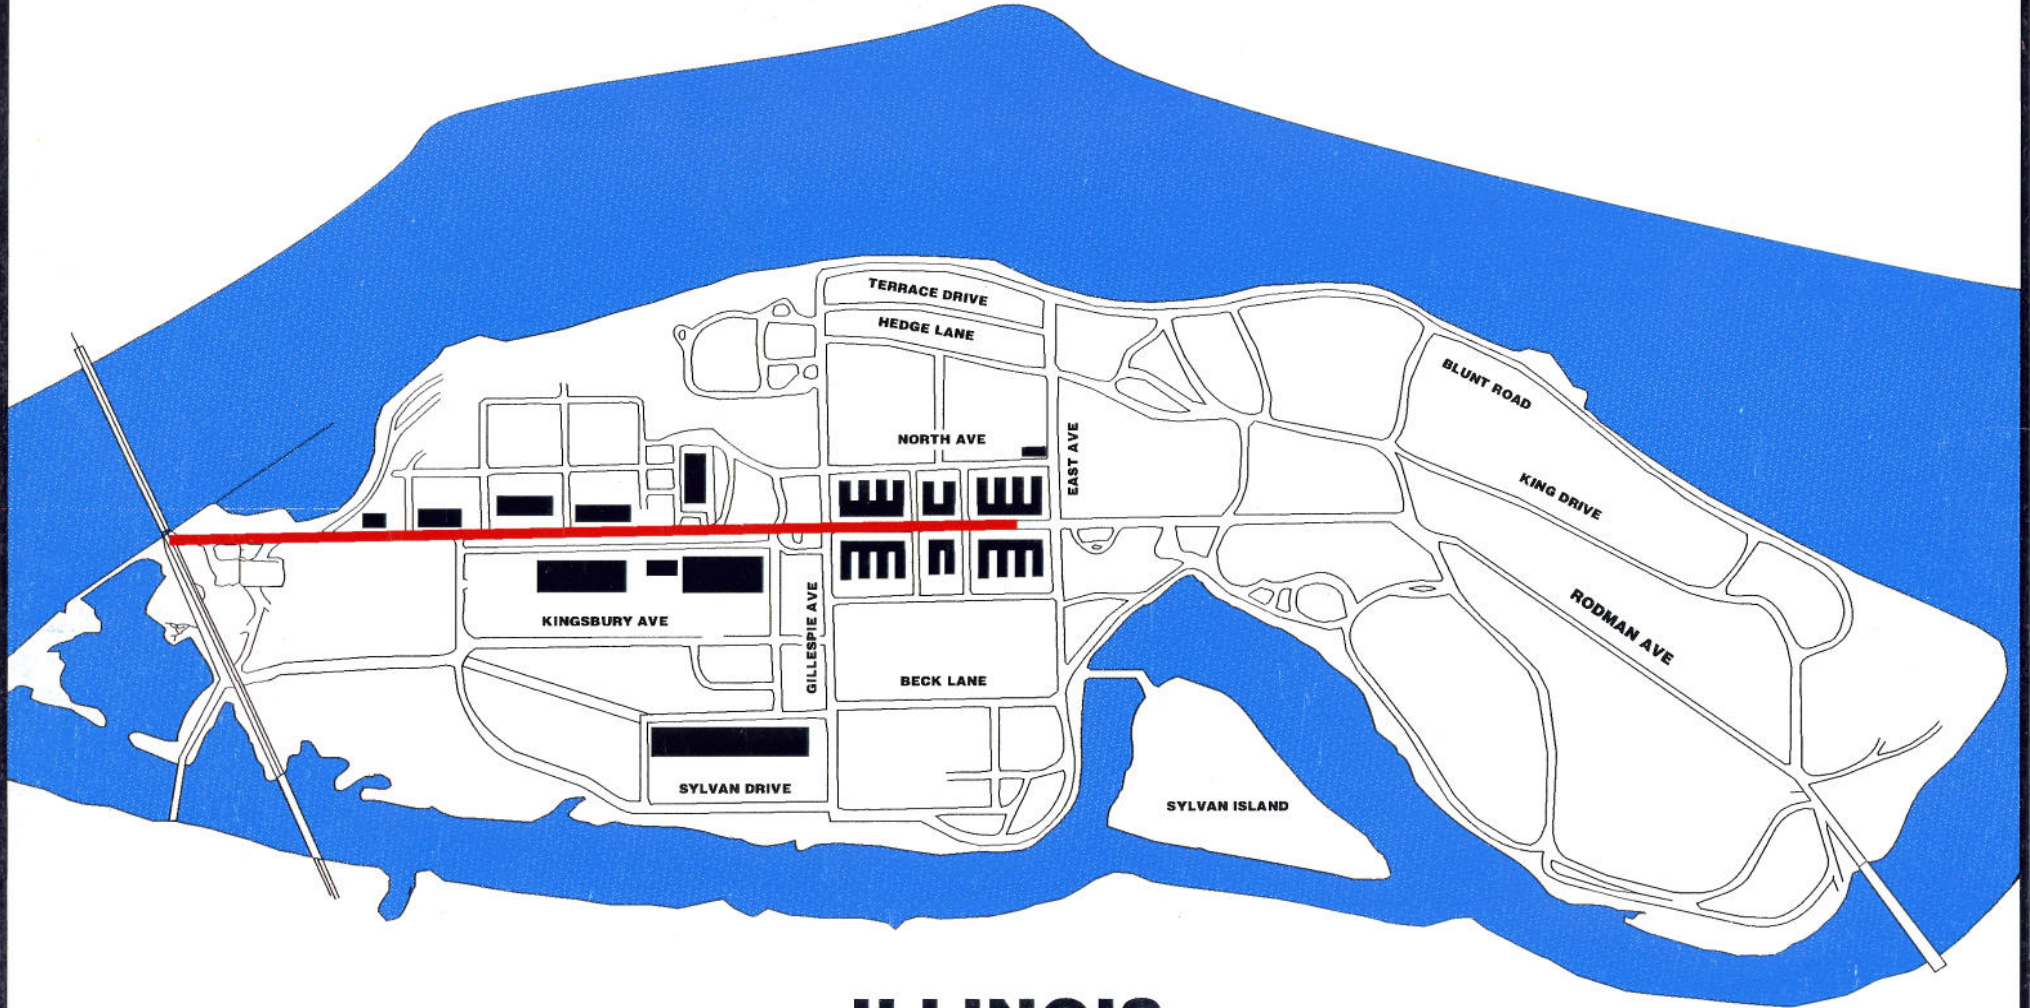 TERRACE DRIVE
HEDGE LANE
BLUNT ROAD
NORTH AVE
EAST AVE
KING DRIVE
KINGSBURY AVE
GILLESPIE AVE
RODMAN AVE
BECK LANE
SYLVAN DRIVE
SYLVAN ISLAND
ILLINOIS